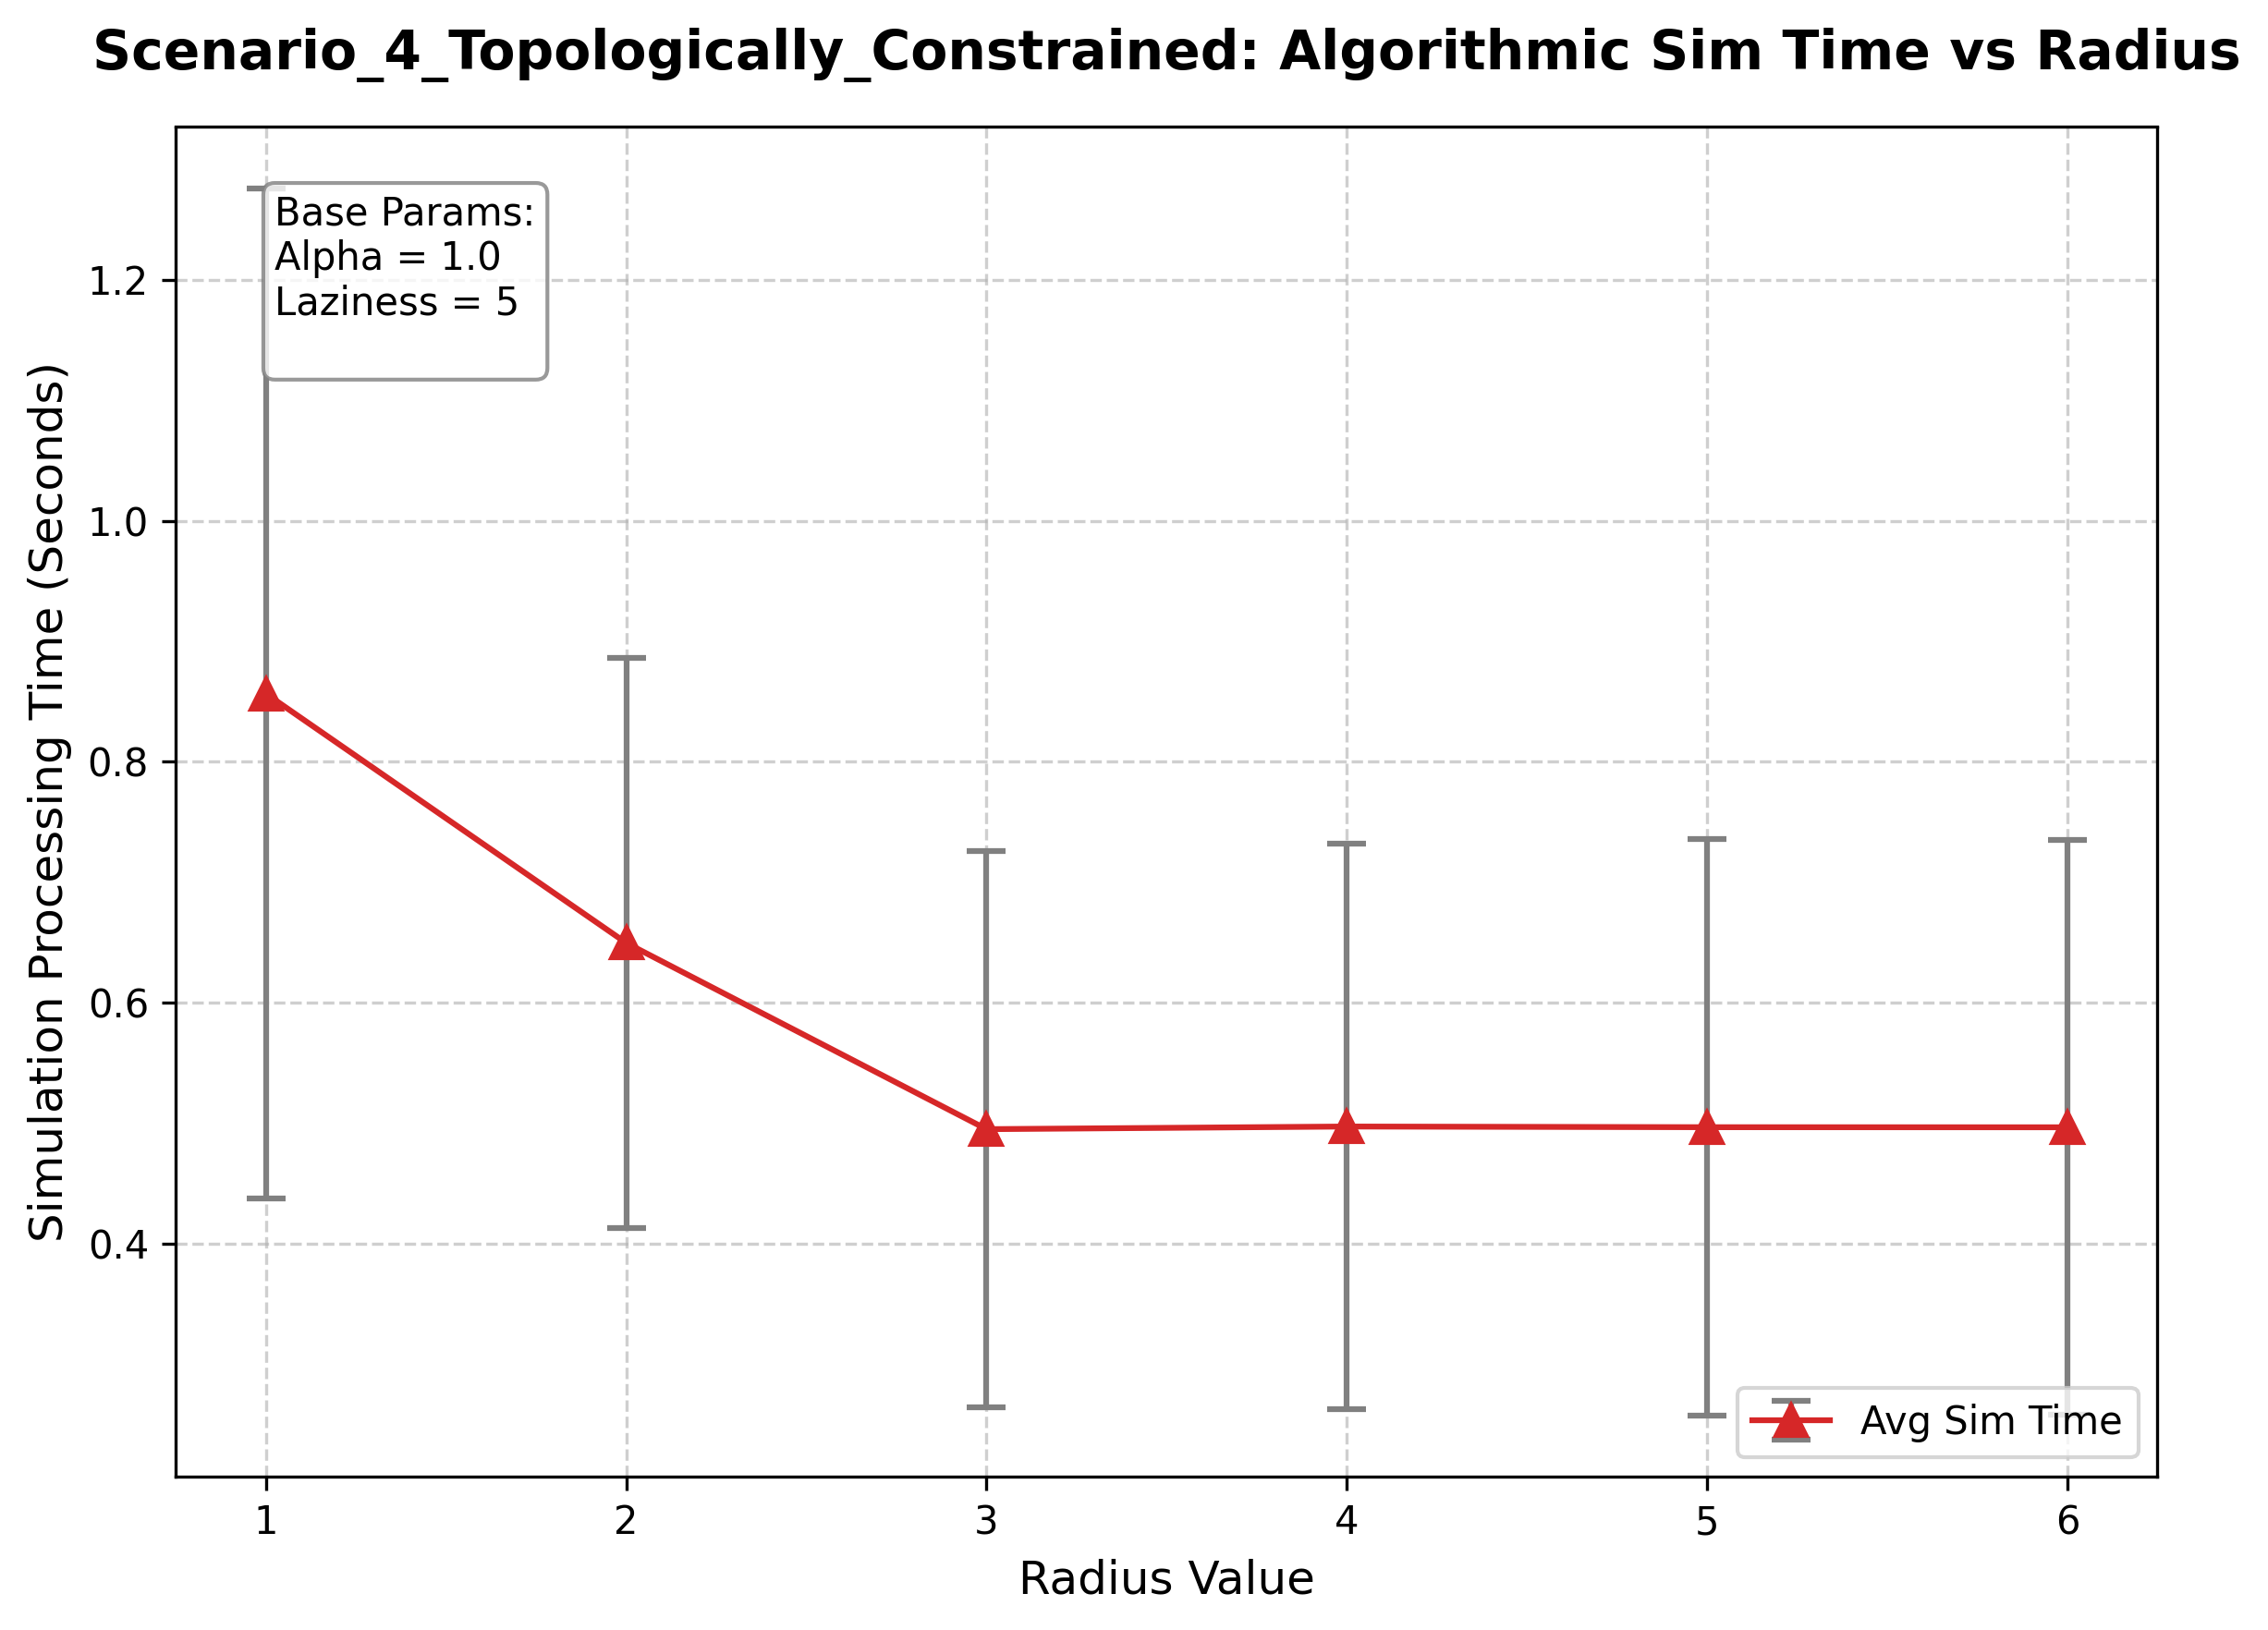 Scenario_4_Topologically_Constrained: Algorithmic Sim Time vs Radius
Base Params:
Alpha = 1.0
Laziness = 5
Simulation Processing Time (Seconds)
1.2
1.0
0.8
0.6
0.4
Avg Sim Time
1 2 3 4 5 6
Radius Value